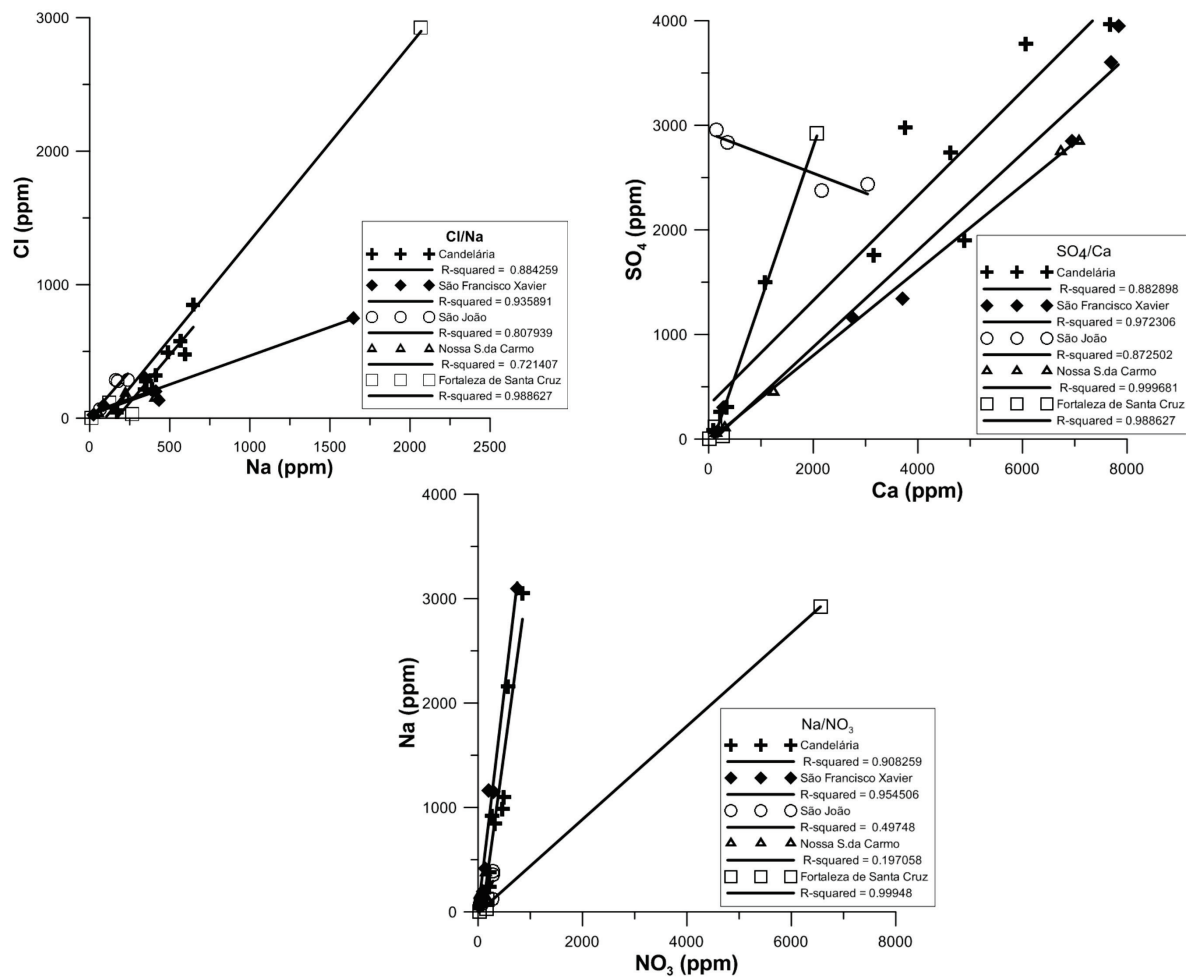 3000
2000
1000
0
Cl (ppm)
0
500
1000
1500
2000
2500
Na (ppm)
Cl/Na
Candelária
R-squared = 0.884259
São Francisco Xavier
R-squared = 0.935891
São João
R-squared = 0.807939
Nossa S.da Carmo
R-squared = 0.721407
Fortaleza de Santa Cruz
R-squared = 0.988627
4000
3000
2000
1000
0
SO4 (ppm)
0
2000
4000
6000
8000
Ca (ppm)
SO4/Ca
Candelária
R-squared = 0.882898
São Francisco Xavier
R-squared = 0.972306
São João
R-squared =0.872502
Nossa S.da Carmo
R-squared = 0.999681
Fortaleza de Santa Cruz
R-squared = 0.988627
4000
3000
2000
1000
0
Na (ppm)
0
2000
4000
6000
8000
NO3 (ppm)
Na/NO3
Candelária
R-squared = 0.908259
São Francisco Xavier
R-squared = 0.954506
São João
R-squared = 0.49748
Nossa S.da Carmo
R-squared = 0.197058
Fortaleza de Santa Cruz
R-squared = 0.99948